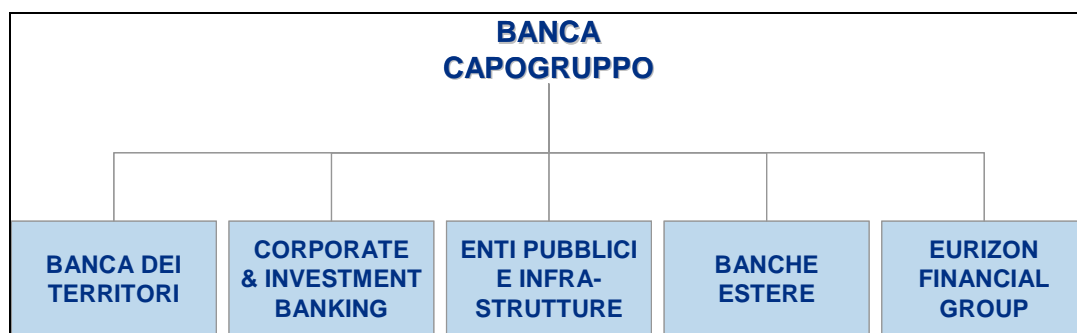 BANCA
CAPOGRUPPO
BANCA DEI
TERRITORI
CORPORATE
& INVESTMENT
BANKING
ENTI PUBBLICI
E INFRA-
STRUTTURE
BANCHE
ESTERE
EURIZON
FINANCIAL
GROUP